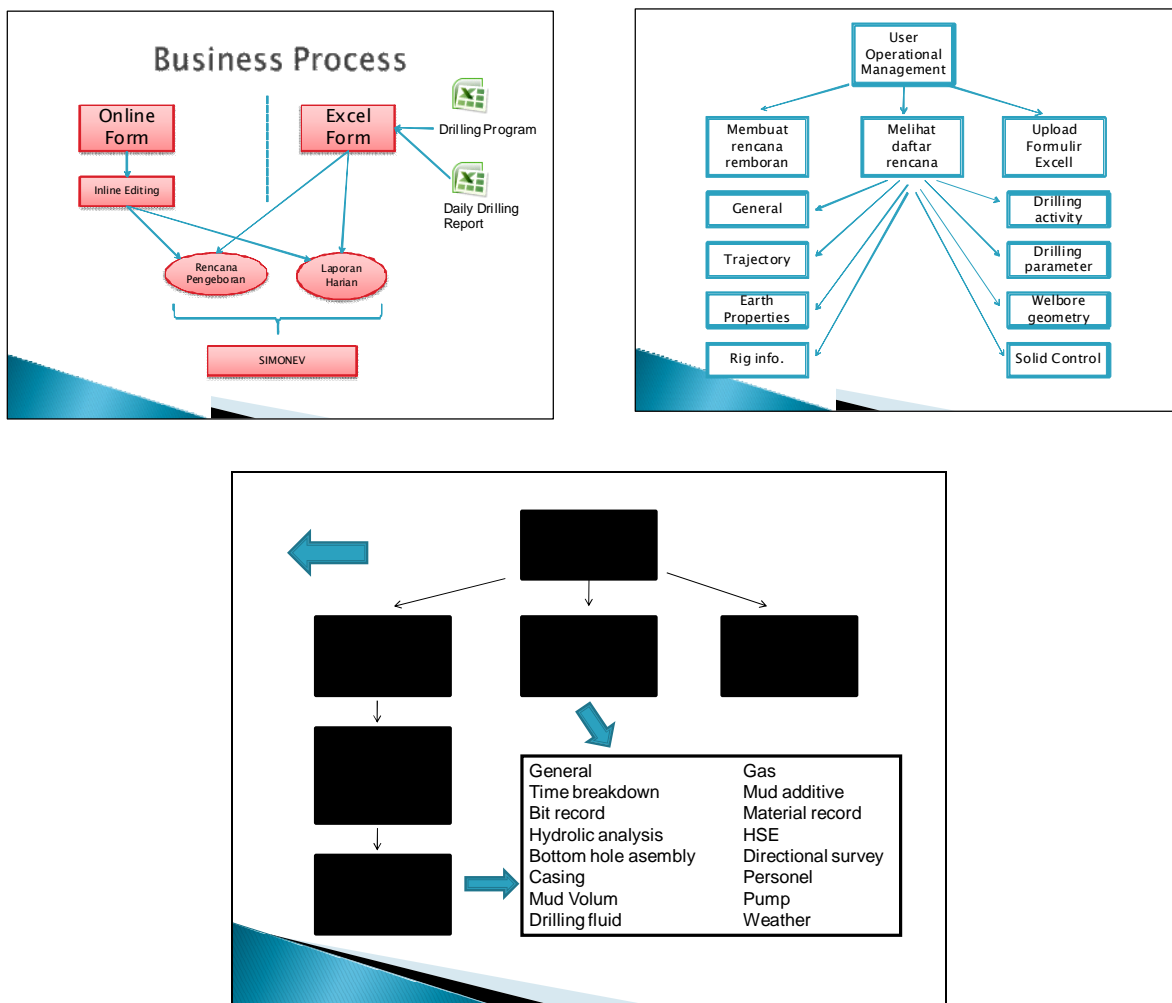 Business Process
Online
Form
Excel
Form
Drilling Program
Inline Editing
Daily Drilling
Report
Rencana
Pengeboran
Laporan
Harian
SIMONEV
User
Operational
Management
Membuat
rencana
remboran
Melihat
daftar
rencana
Upload
Formulir
Excell
General
Drilling
activity
Trajectory
Drilling
parameter
Earth
Properties
Welbore
geometry
Rig info.
Solid Control
General
Time breakdown
Bit record
Hydrolic analysis
Bottom hole asembly
Casing
Mud Volum
Drilling fluid
Gas
Mud additive
Material record
HSE
Directional survey
Personel
Pump
Weather